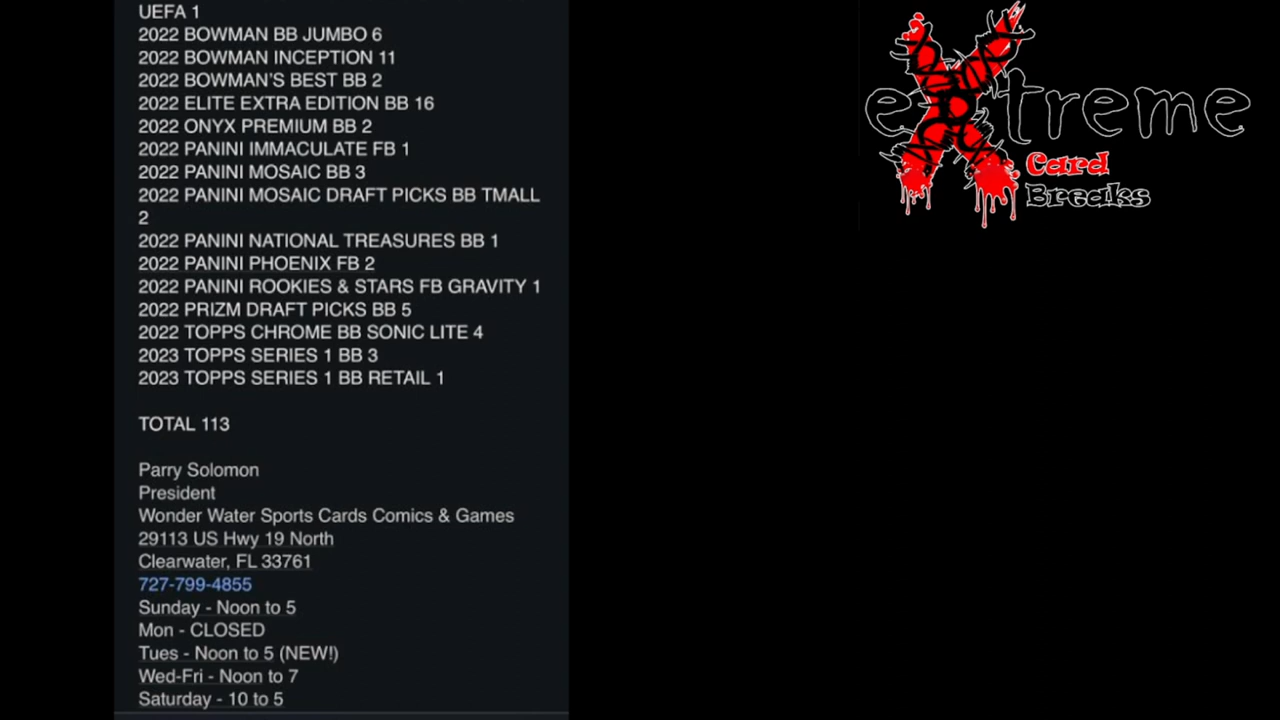 UEFA 1
2022 BOWMAN BB JUMBO 6
2022 BOWMAN INCEPTION 11
2022 BOWMAN'S BEST BB 2
2022 ELITE EXTRA EDITION BB 16
2022 ONYX PREMIUM BB 2
2022 PANINI IMMACULATE FB 1
2022 PANINI MOSAIC BB 3
2022 PANINI MOSAIC DRAFT PICKS BB TMALL
2
2022 PANINI NATIONAL TREASURES BB 1
2022 PANINI PHOENIX FB 2
2022 PANINI ROOKIES & STARS FB GRAVITY 1
2022 PRIZM DRAFT PICKS BB 5
2022 TOPPS CHROME BB SONIC LITE 4
2023 TOPPS SERIES 1 BB 3
2023 TOPPS SERIES 1 BB RETAIL 1
TOTAL 113
Parry Solomon
President
Wonder Water Sports Cards Comics & Games
29113 US Hwy 19 North
Clearwater, FL 33761
727-799-4855
Sunday - Noon to 5
Mon - CLOSED
Tues - Noon to 5 (NEW!)
Wed-Fri - Noon to 7
Saturday - 10 to 5
eXtreme
Card
Breaks